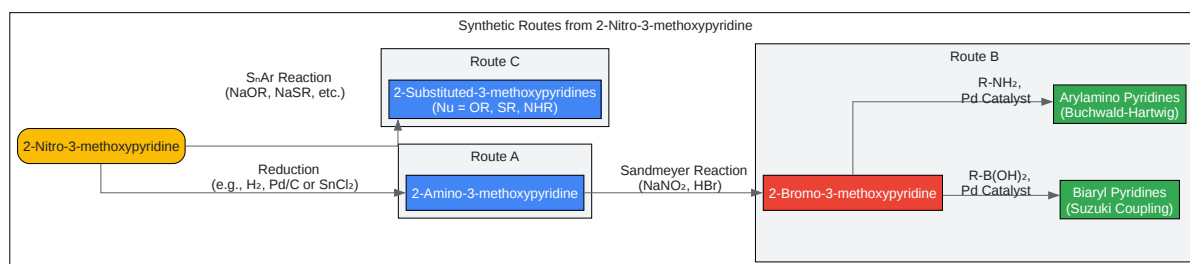 Synthetic Routes from 2-Nitro-3-methoxypyridine
Route C
SₙAr Reaction
(NaOR, NaSR, etc.)
2-Substituted-3-methoxypyridines
(Nu = OR, SR, NHR)
2-Nitro-3-methoxypyridine
Reduction
(e.g., H₂, Pd/C or SnCl₂)
Route A
2-Amino-3-methoxypyridine
Sandmeyer Reaction
(NaNO₂, HBr)
Route B
2-Bromo-3-methoxypyridine
R-NH₂,
Pd Catalyst
Arylamino Pyridines
(Buchwald-Hartwig)
R-B(OH)₂,
Pd Catalyst
Biaryl Pyridines
(Suzuki Coupling)